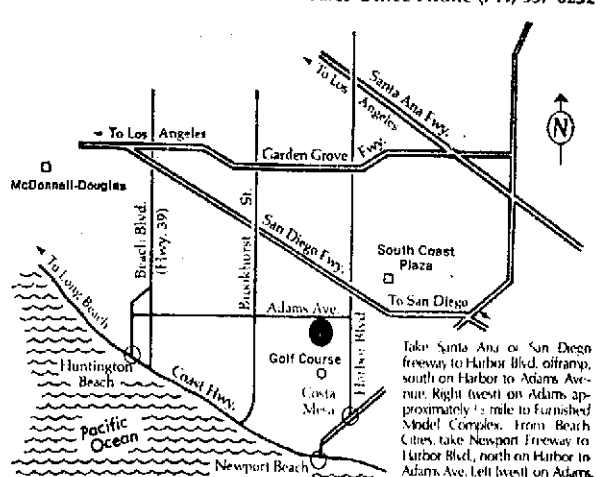 To Los Angeles
Santa Ana Fwy.
N
To Los Angeles
Garden Grove Fwy.
McDonnell-Douglas
Beach Blvd.
(Hwy. 39)
Brookhurst St.
San Diego Fwy.
South Coast
Plaza
To Long Beach
To San Diego
Adams Ave.
Harbor Blvd.
Golf Course
Huntington
Beach
Coast Hwy.
Costa
Mesa
Pacific
Ocean
Newport Beach
Take Santa Ana or San Diego
freeway to Harbor Blvd. offramp,
south on Harbor to Adams Ave-
nue. Right (west) on Adams ap-
proximately ½ mile to Furnished
Model Complex. From Beach
Cities, take Newport Freeway to
Harbor Blvd., north on Harbor to
Adams Ave. Left (west) on Adams.